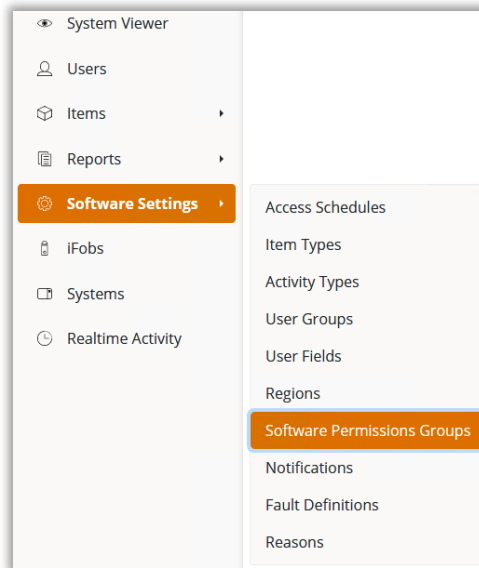 System Viewer
Users
Items
Reports
Software Settings
iFobs
Systems
Realtime Activity
Access Schedules
Item Types
Activity Types
User Groups
User Fields
Regions
Software Permissions Groups
Notifications
Fault Definitions
Reasons